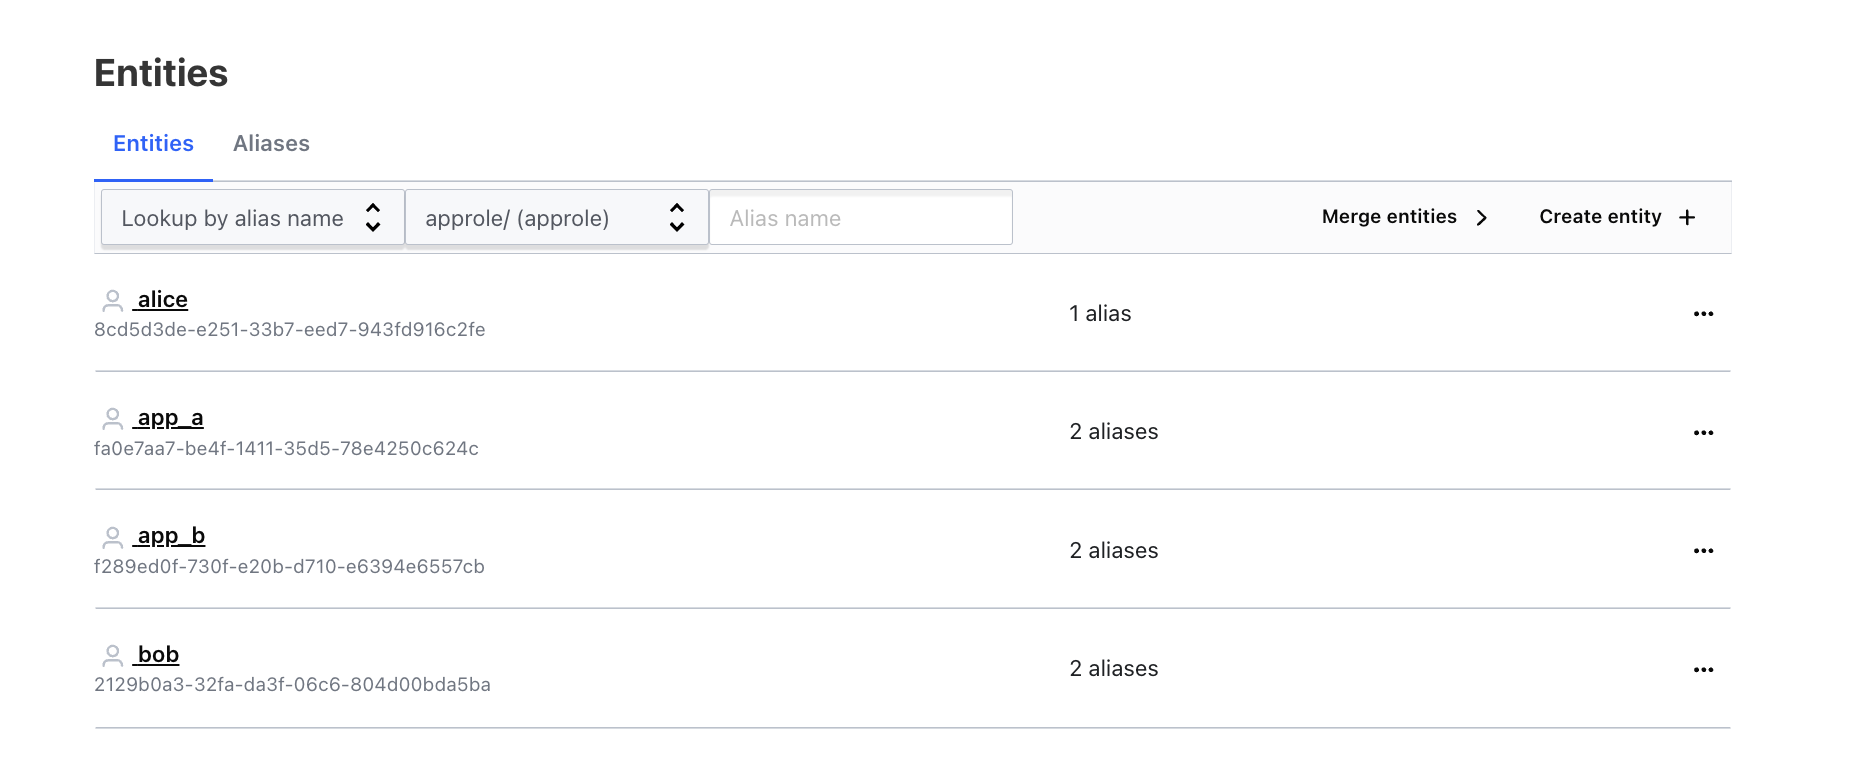 Entities
Entities Aliases
Lookup by alias name approle/ (approle) Alias name Merge entities Create entity
alice
8cd5d3de-e251-33b7-eed7-943fd916c2fe
1 alias
app_a
fa0e7aa7-be4f-1411-35d5-78e4250c624c
2 aliases
app_b
f289ed0f-730f-e20b-d710-e6394e6557cb
2 aliases
bob
2129b0a3-32fa-da3f-06c6-804d00bda5ba
2 aliases